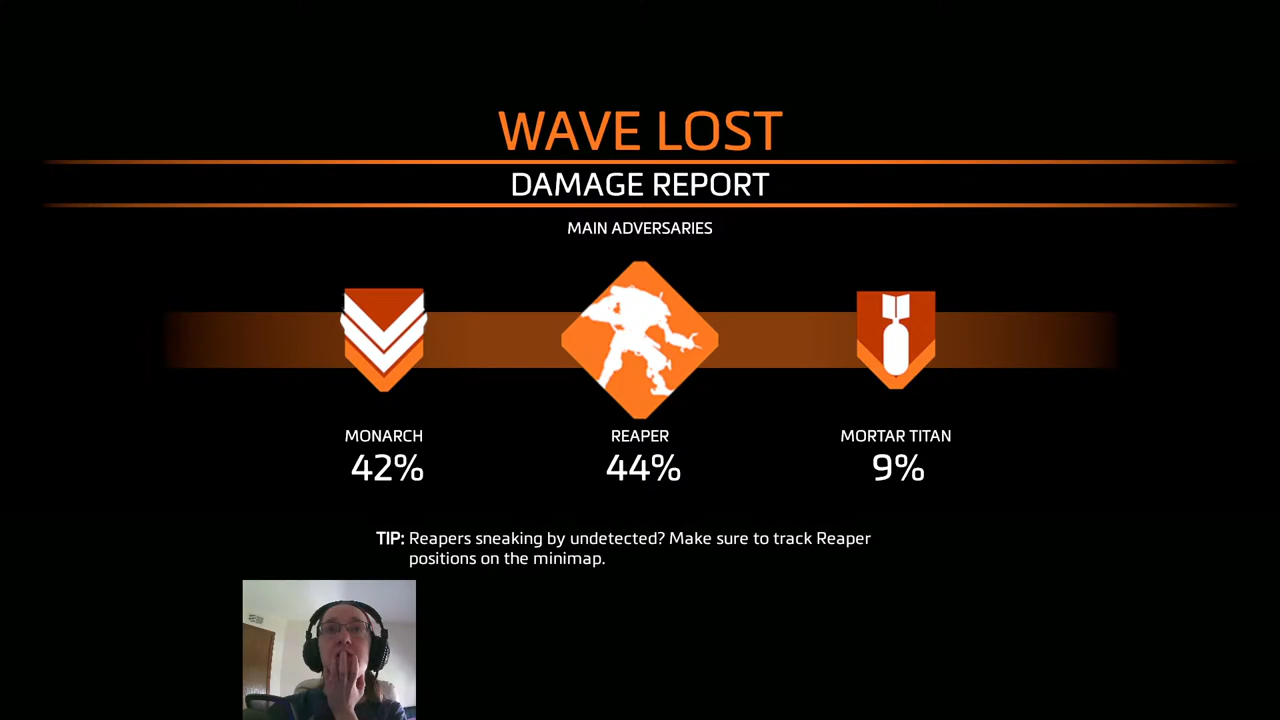 WAVE LOST
DAMAGE REPORT
MAIN ADVERSARIES
MONARCH
REAPER
MORTAR TITAN
42%
44%
9%
TIP: Reapers sneaking by undetected? Make sure to track Reaper
positions on the minimap.